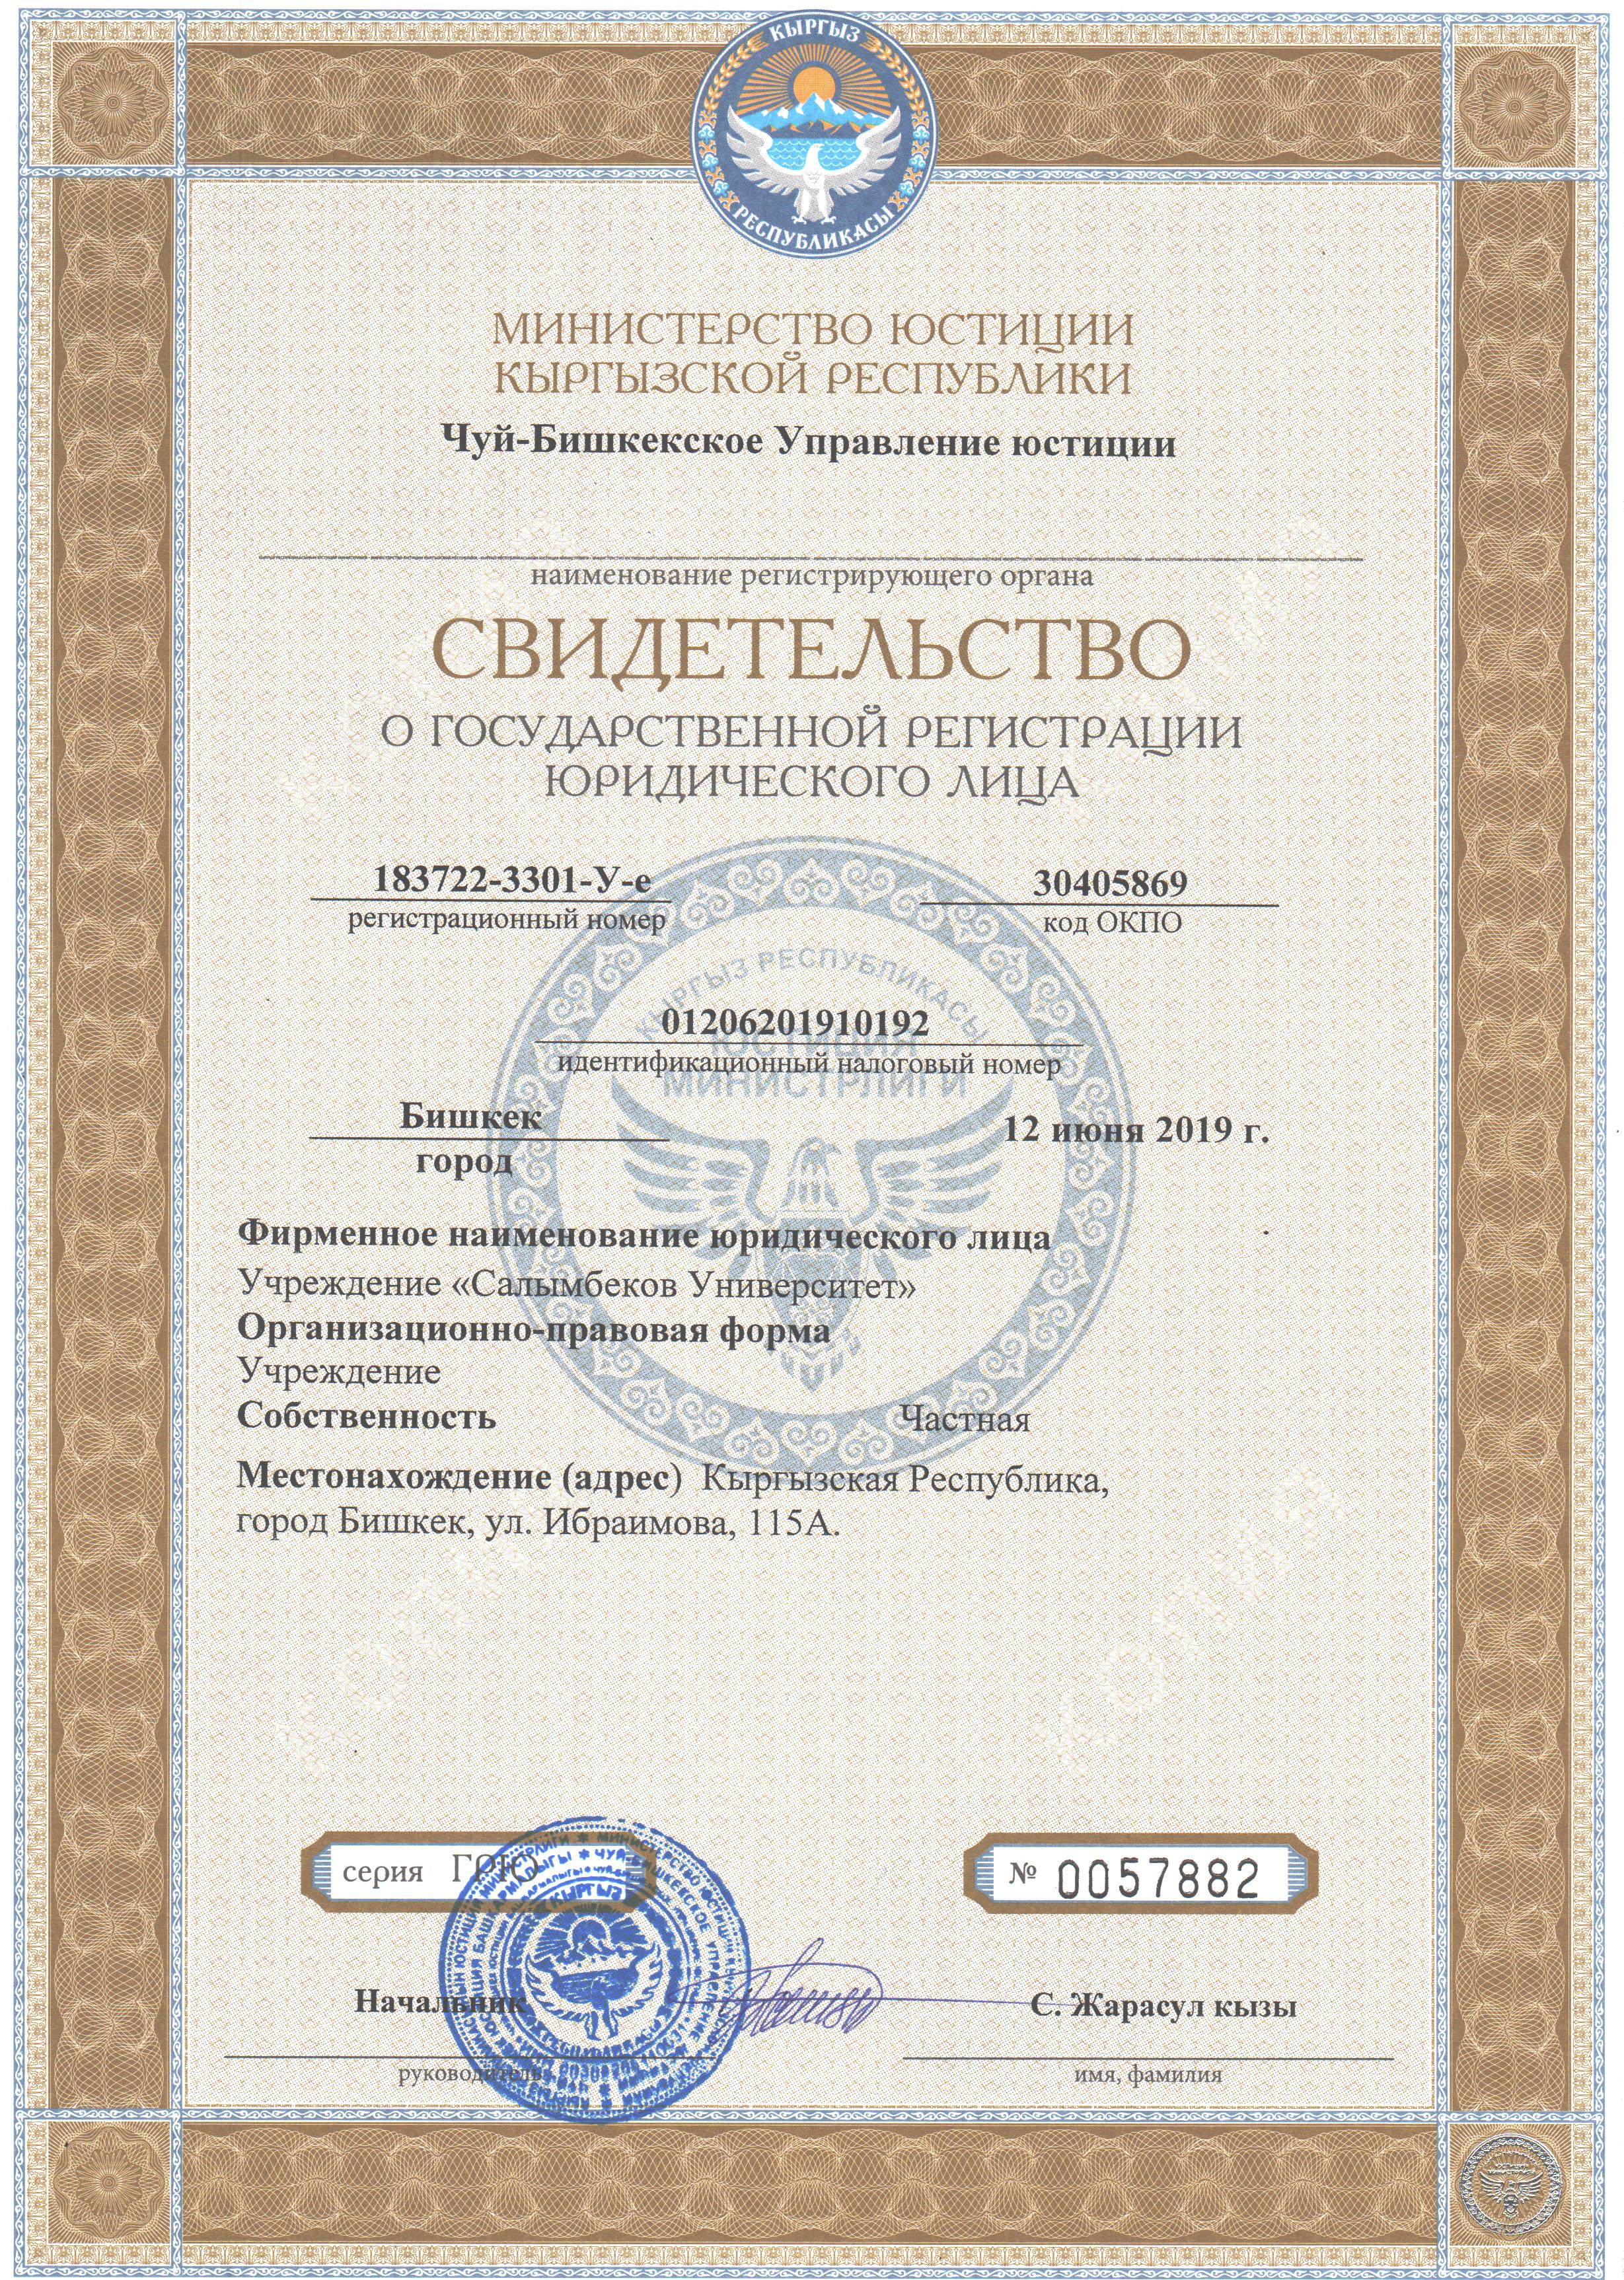 КЫРГЫЗ
РЕСПУБЛИКАСЫ
МИНИСТЕРСТВО ЮСТИЦИИ
КЫРГЫЗСКОЙ РЕСПУБЛИКИ
Чуй-Бишкекское Управление юстиции
наименование регистрирующего органа
СВИДЕТЕЛЬСТВО
О ГОСУДАРСТВЕННОЙ РЕГИСТРАЦИИ
ЮРИДИЧЕСКОГО ЛИЦА
183722-3301-У-е 30405869
регистрационный номер код ОКПО
КЫРГЫЗ РЕСПУБЛИКАСЫ
01206201910192
ЮСТИЦИЯ
идентификационный налоговый номер
МИНИСТРЛИГИ
Бишкек 12 июня 2019 г.
город
Фирменное наименование юридического лица
Учреждение «Салымбеков Университет»
Организационно-правовая форма
Учреждение
Собственность Частная
Местонахождение (адрес) Кыргызская Республика,
город Бишкек, ул. Ибраимова, 115А.
серия ГРЮ № 0057882
КЫРГЫЗ
Начальник С. Жарасул кызы
руководитель имя, фамилия